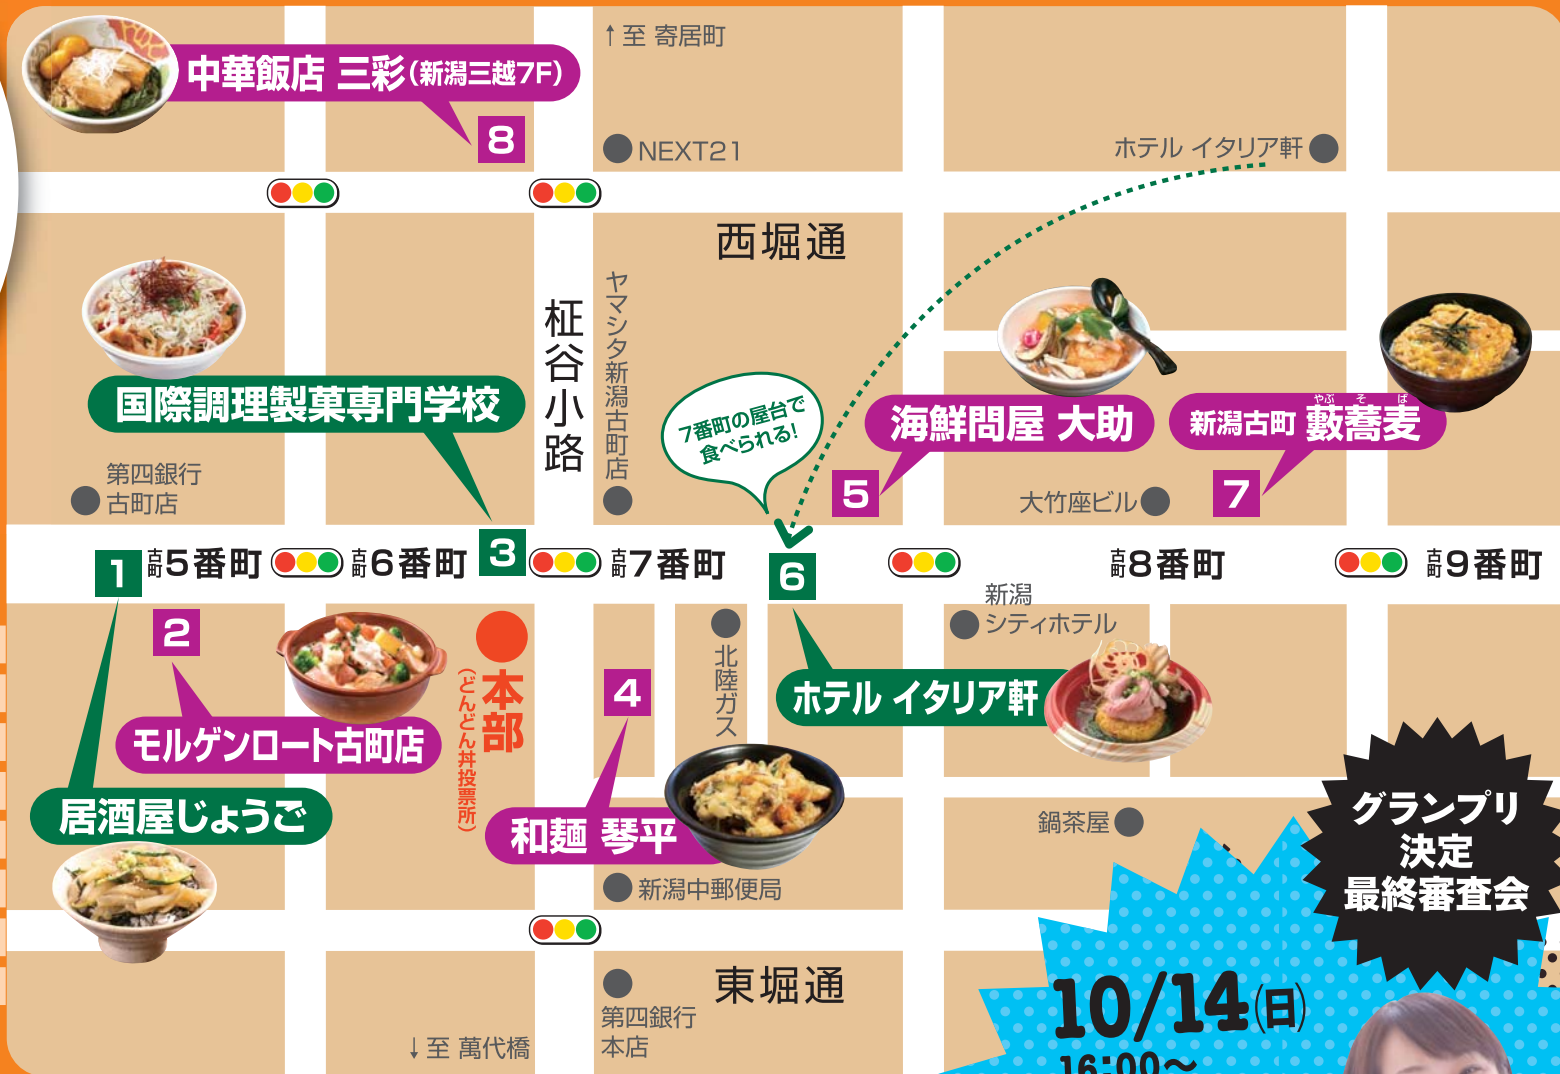 ↑至 寄居町
中華飯店 三彩(新潟三越7F)
8
NEXT21
ホテル イタリア軒
西堀通
柾谷小路
ヤマシタ新潟古町店
国際調理製菓専門学校
7番町の屋台で
食べられる!
海鮮問屋 大助
やぶ そ ば
新潟古町 藪蕎麦
第四銀行
古町店
5
大竹座ビル
7
1
古町5番町
古町6番町
3
古町7番町
6
古町8番町
古町9番町
2
新潟
シティホテル
本部
(どんどん丼投票所)
4
北陸ガス
ホテル イタリア軒
モルゲンロート古町店
居酒屋じょうご
和麺 琴平
鍋茶屋
新潟中郵便局
グランプリ
決定
最終審査会
東堀通
第四銀行
本店
↓至 萬代橋
10/14(日)
16:00〜